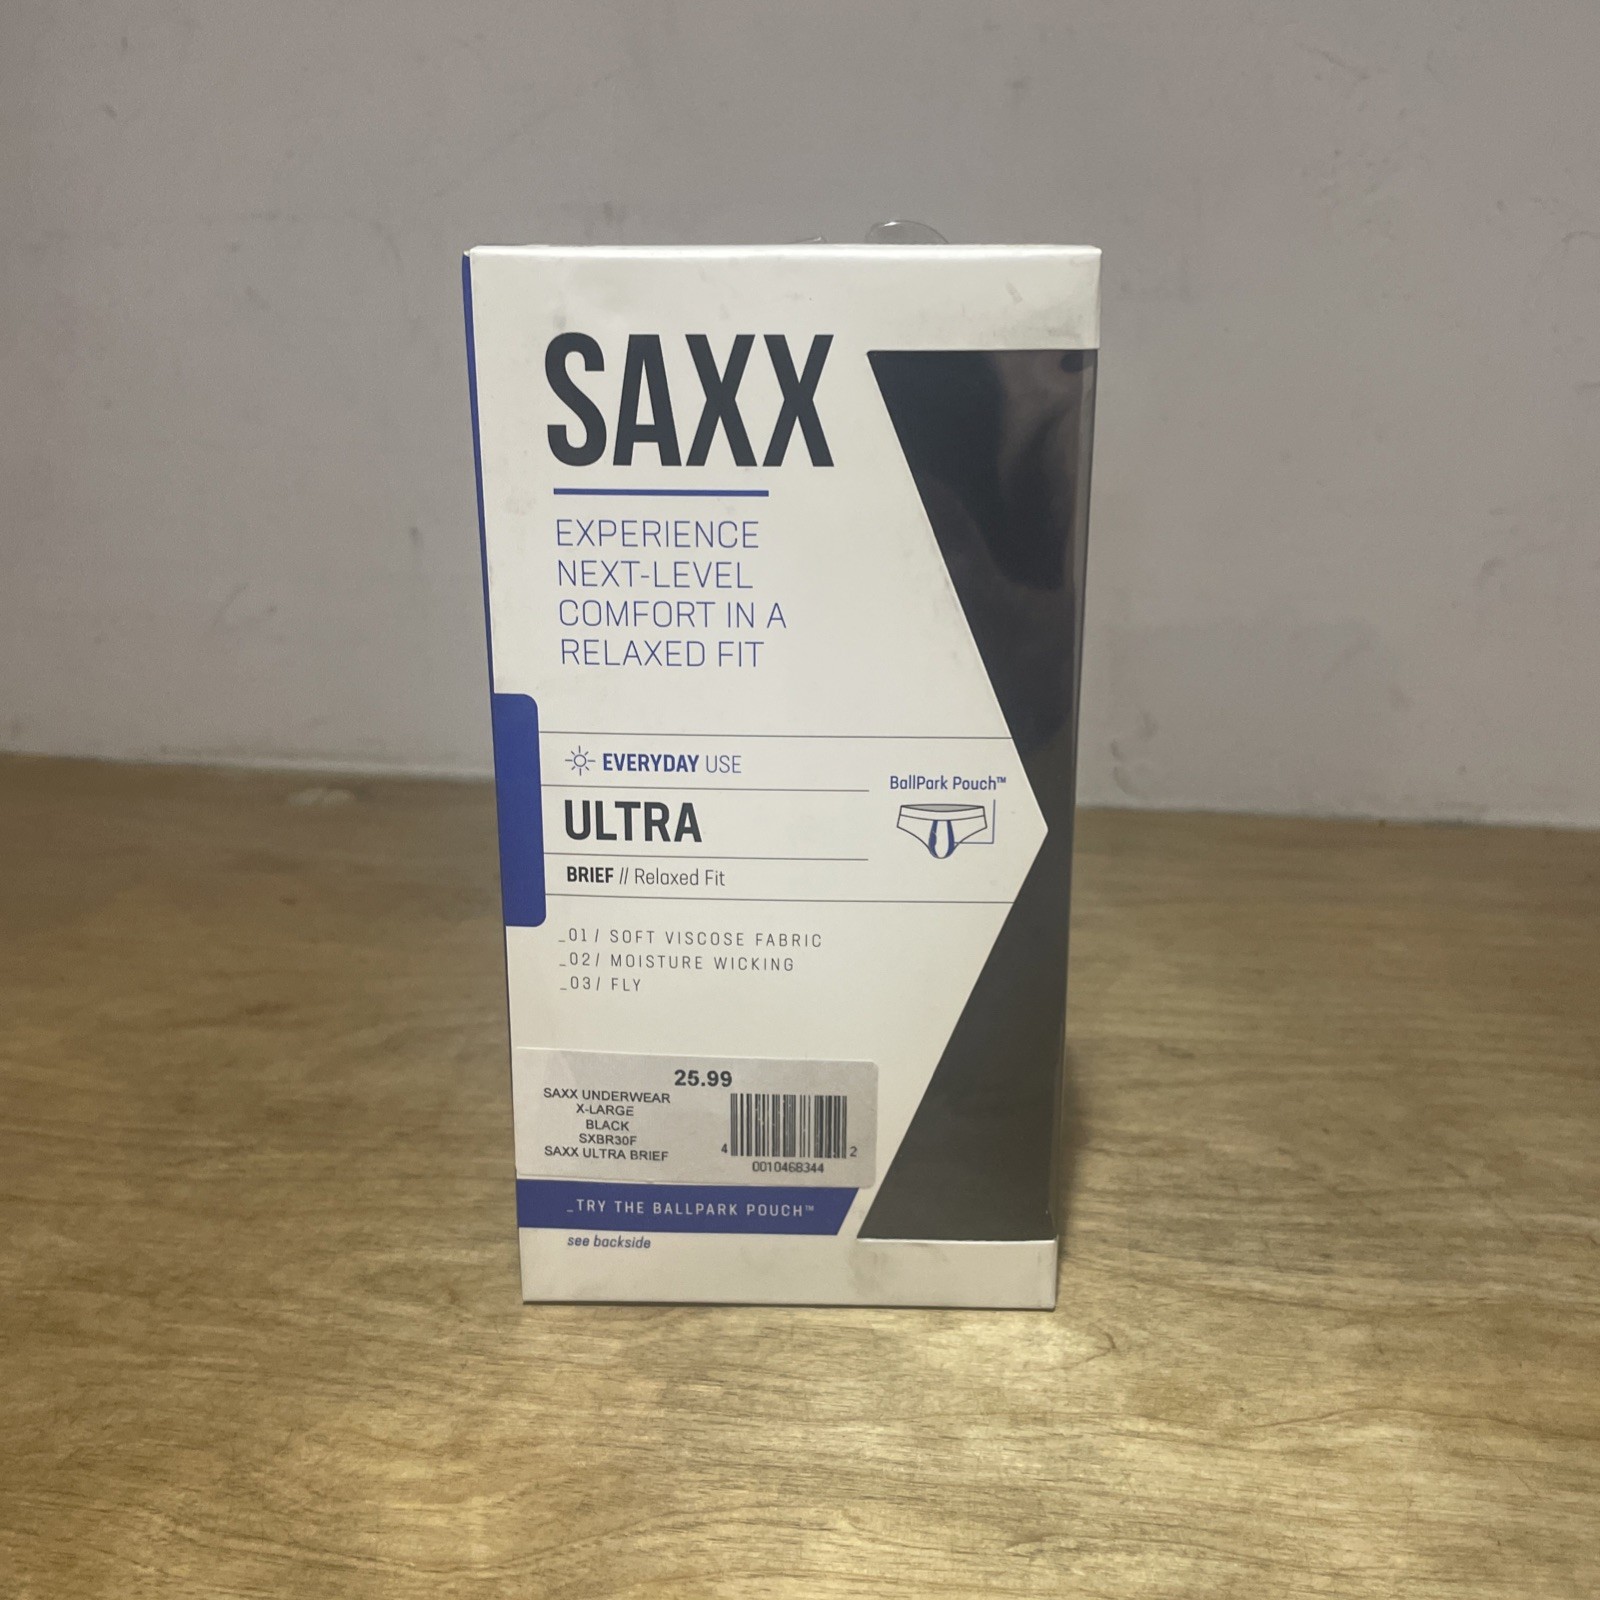 SAXX
EXPERIENCE
NEXT-LEVEL
COMFORT IN A
RELAXED FIT
EVERYDAY USE
BallPark Pouch™
ULTRA
BRIEF // Relaxed Fit
_01/ SOFT VISCOSE FABRIC
_02/ MOISTURE WICKING
_03/ FLY
25.99
SAXX UNDERWEAR
X-LARGE
BLACK
SXBR30F
SAXX ULTRA BRIEF
4 2
0010468344
_TRY THE BALLPARK POUCH™
see backside